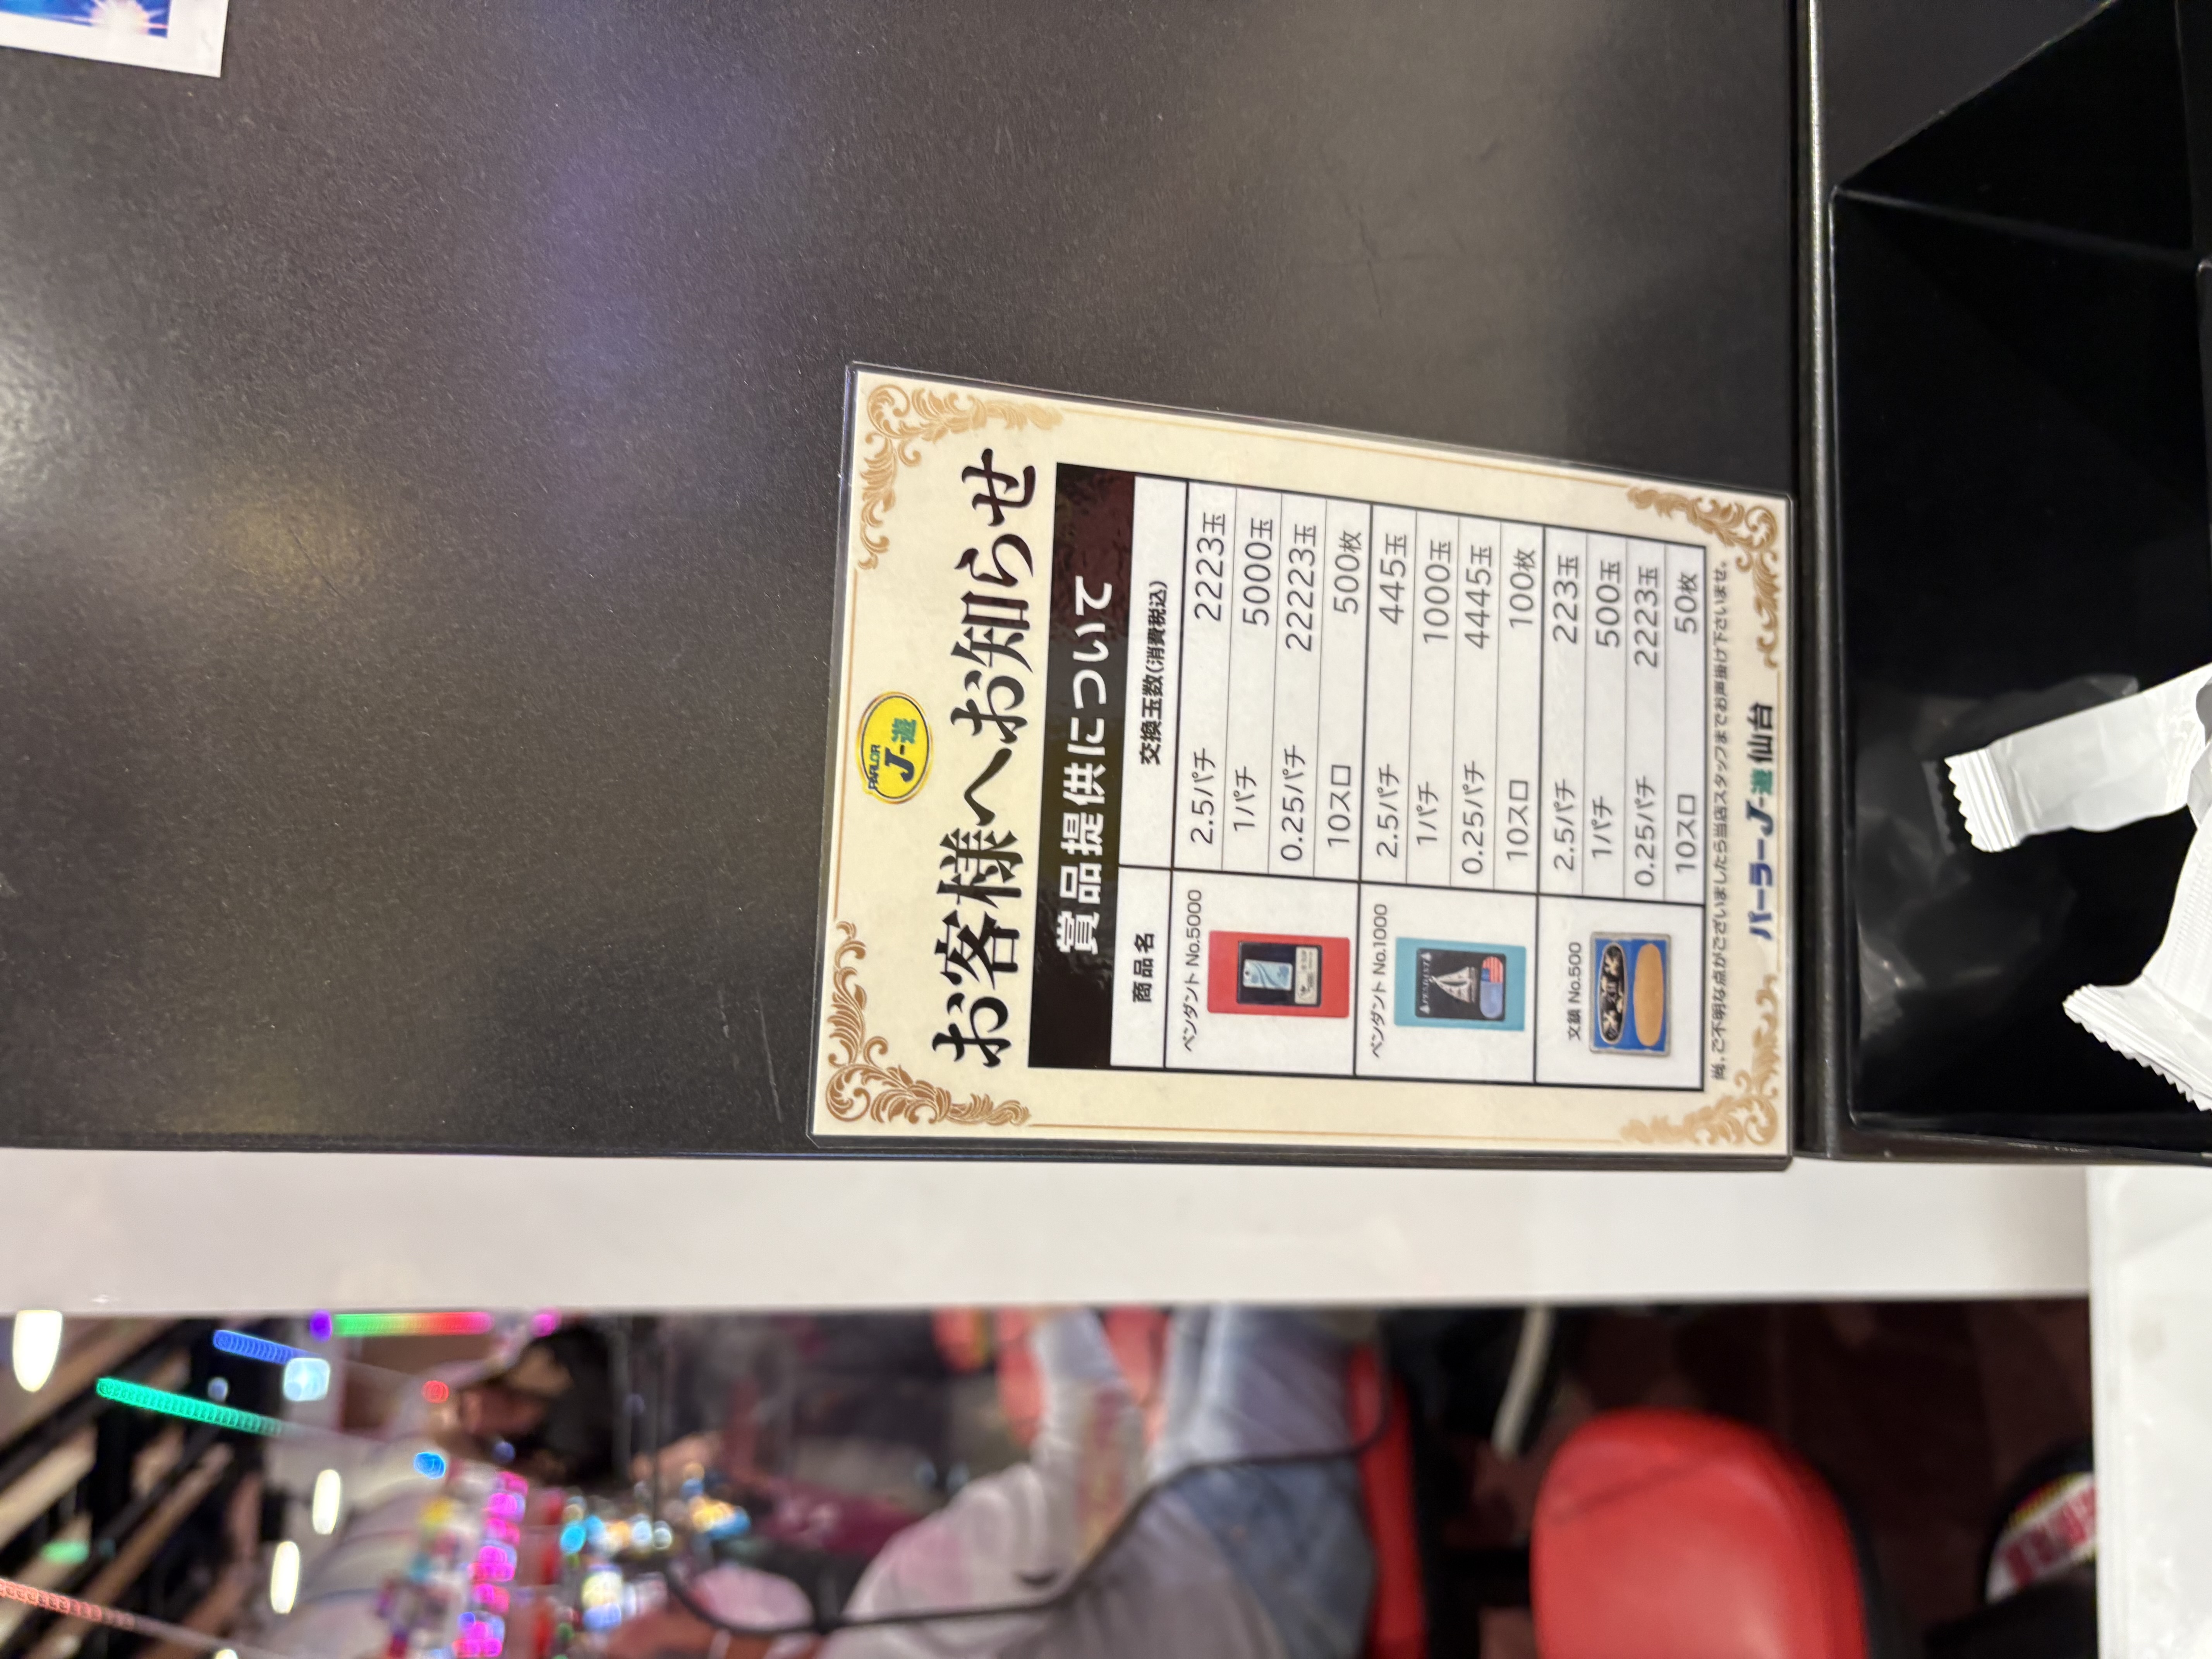 PARLOR
J-遊
お客様へお知らせ
賞品提供について
商品名 交換玉数(消費税込)
ペンダント No.5000
2.5パチ 2223玉
1パチ 5000玉
0.25パチ 22223玉
10スロ 500枚
ペンダント No.1000
2.5パチ 445玉
1パチ 1000玉
0.25パチ 4445玉
10スロ 100枚
文鎮 No.500
2.5パチ 223玉
1パチ 500玉
0.25パチ 2223玉
10スロ 50枚
尚、ご不明な点がございましたら当店スタッフまでお声掛け下さいませ。
パーラーJ-遊仙台